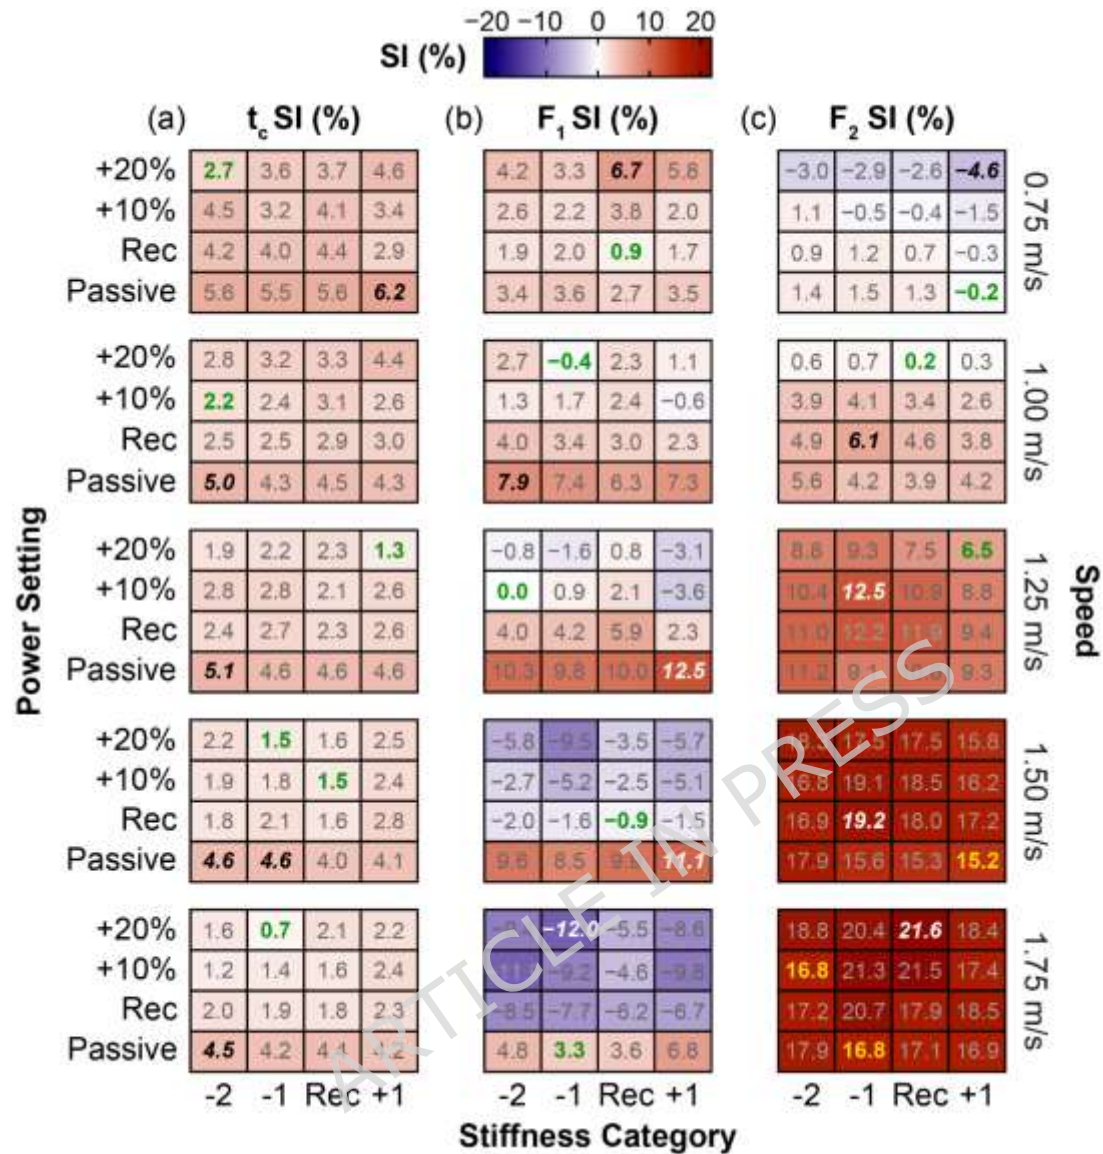 −20 −10 0 10 20
SI (%)
(a) t_c SI (%) (b) F_1 SI (%) (c) F_2 SI (%)
+20% 2.7 3.6 3.7 4.6 4.2 3.3 6.7 5.8 −3.0 −2.9 −2.6 −4.6
+10% 4.5 3.2 4.1 3.4 2.6 2.2 3.8 2.0 1.1 −0.5 −0.4 −1.5
Rec 4.2 4.0 4.4 2.9 1.9 2.0 0.9 1.7 0.9 1.2 0.7 −0.3
Passive 5.6 5.5 5.6 6.2 3.4 3.6 2.7 3.5 1.4 1.5 1.3 −0.2
0.75 m/s
+20% 2.8 3.2 3.3 4.4 2.7 −0.4 2.3 1.1 0.6 0.7 0.2 0.3
+10% 2.2 2.4 3.1 2.6 1.3 1.7 2.4 −0.6 3.9 4.1 3.4 2.6
Rec 2.5 2.5 2.9 3.0 4.0 3.4 3.0 2.3 4.9 6.1 4.6 3.8
Passive 5.0 4.3 4.5 4.3 7.9 7.4 6.3 7.3 5.6 4.2 3.9 4.2
1.00 m/s
+20% 1.9 2.2 2.3 1.3 −0.8 −1.6 0.8 −3.1 8.8 9.3 7.5 6.5
+10% 2.8 2.8 2.1 2.6 0.0 0.9 2.1 −3.6 10.4 12.5 10.9 8.8
Rec 2.4 2.7 2.3 2.6 4.0 4.2 5.9 2.3 11.0 12.2 11.9 9.4
Passive 5.1 4.6 4.6 4.6 10.3 9.8 10.0 12.5 11.2 9.1 9.3
1.25 m/s
+20% 2.2 1.5 1.6 2.5 −5.8 −9.5 −3.5 −5.7 18.3 17.5 17.5 15.8
+10% 1.9 1.8 1.5 2.4 −2.7 −5.2 −2.5 −5.1 16.8 19.1 18.5 16.2
Rec 1.8 2.1 1.6 2.8 −2.0 −1.6 −0.9 −1.5 16.9 19.2 18.0 17.2
Passive 4.6 4.6 4.0 4.1 9.6 8.5 11.1 17.9 15.6 15.3 15.2
1.50 m/s
+20% 1.6 0.7 2.1 2.2 −12.0 −5.5 −8.6 18.8 20.4 21.6 18.4
+10% 1.2 1.4 1.6 2.4 −9.2 −4.6 −9.8 16.8 21.3 21.5 17.4
Rec 2.0 1.9 1.8 2.3 −8.5 −7.7 −6.2 −6.7 17.2 20.7 17.9 18.5
Passive 4.5 4.2 4.4 4.2 4.8 3.3 3.6 6.8 17.9 16.8 17.1 16.9
1.75 m/s
-2 -1 Rec +1 -2 -1 Rec +1 -2 -1 Rec +1
Stiffness Category
Power Setting
Speed
ARTICLE IN PRESS